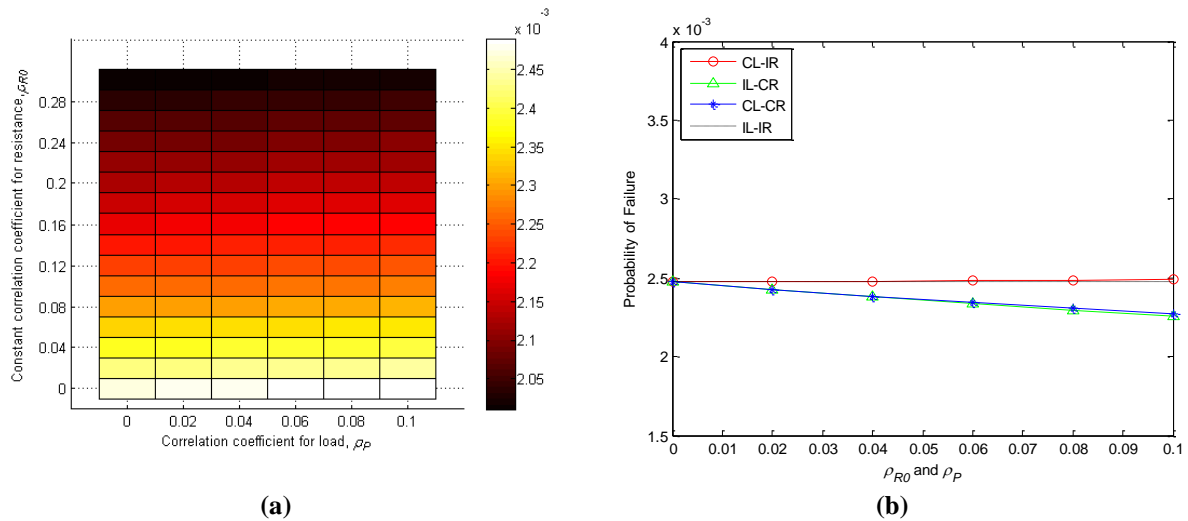 x 10-3
2.45
2.4
2.35
2.3
2.25
2.2
2.15
2.1
2.05
Constant correlation coefficient for resistance,ρR0
0.28
0.24
0.2
0.16
0.12
0.08
0.04
0
0 0.02 0.04 0.06 0.08 0.1
Correlation coefficient for load, ρP
(a)
x 10-3
4
3.5
3
2.5
2
1.5
Probability of Failure
CL-IR
IL-CR
CL-CR
IL-IR
0 0.01 0.02 0.03 0.04 0.05 0.06 0.07 0.08 0.09 0.1
ρR0 and ρP
(b)